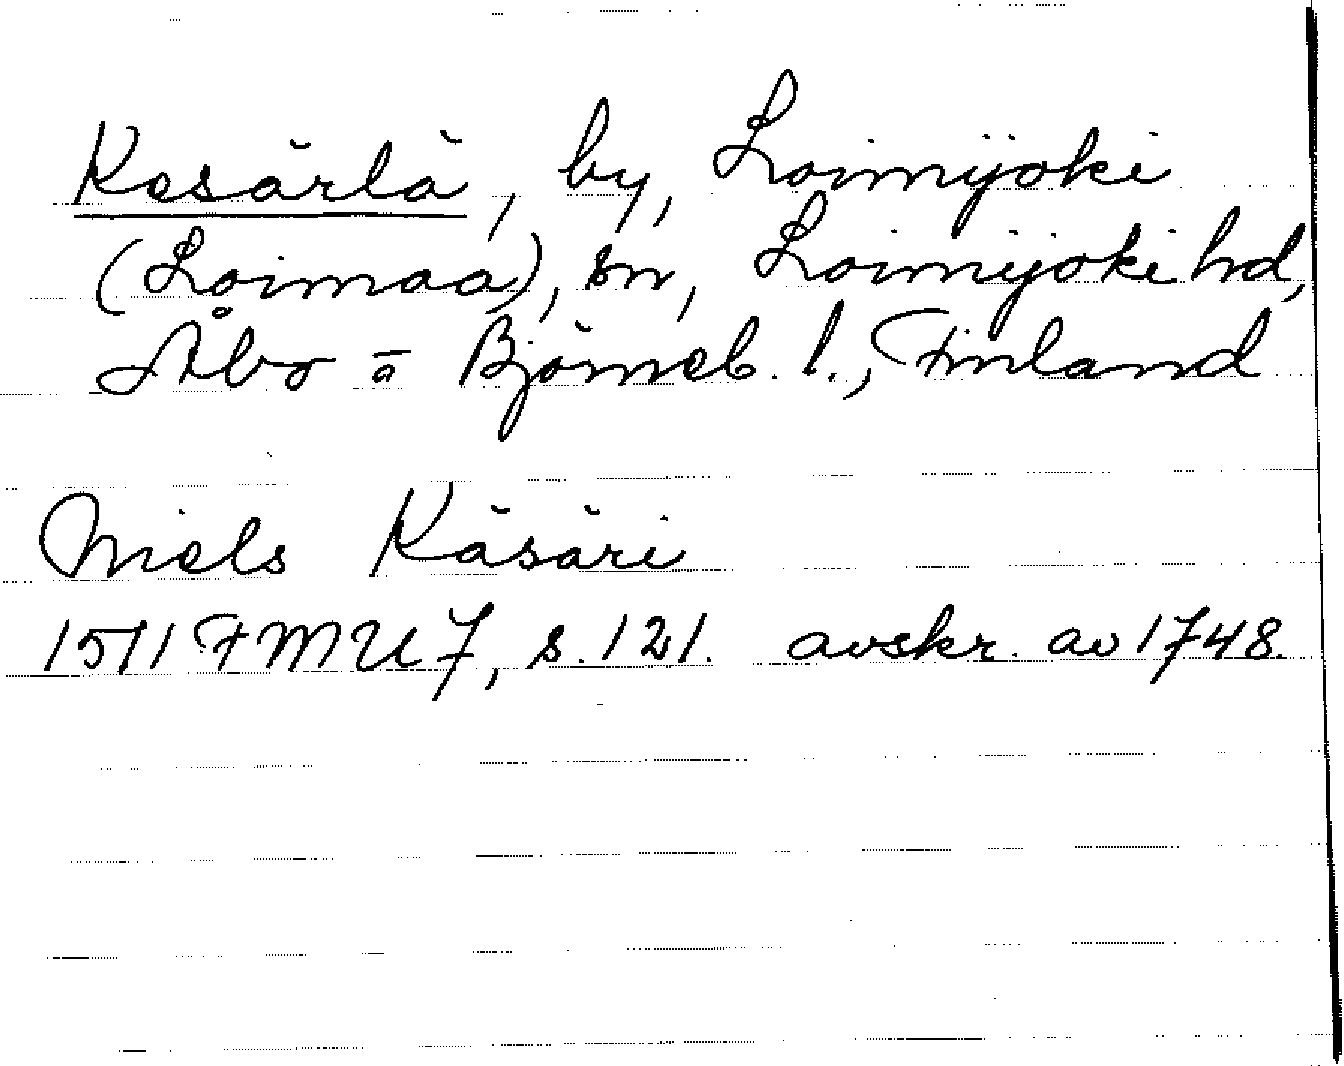 Kesärlä, by, Loimijoki
(Loimaa), sn, Loimijoki hd,
Åbo = o. Björneb. l., Finland
Niels Käsäri
1511 FMU 7, s. 121. avskr. av 1748.